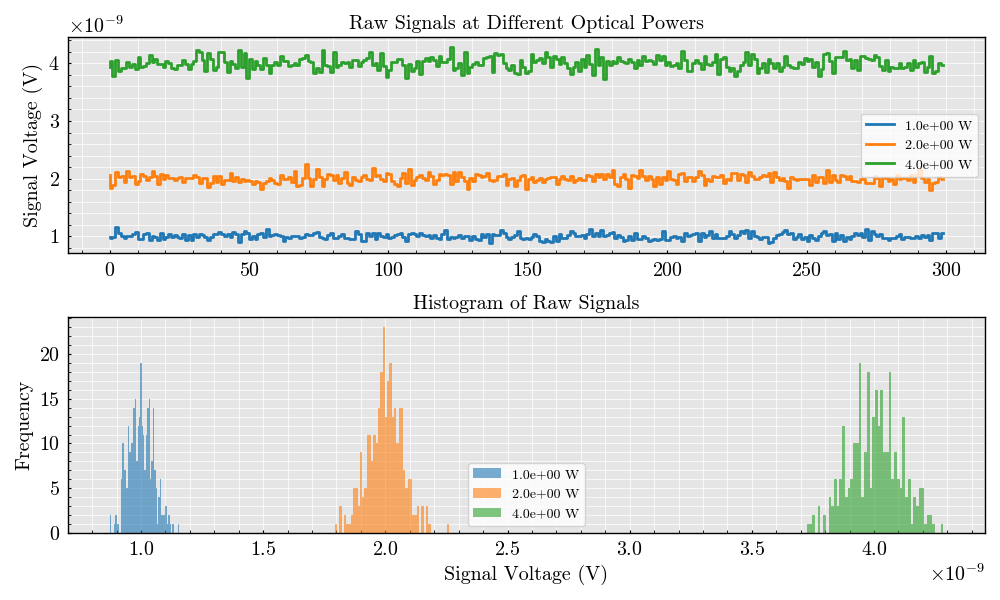 Raw Signals at Different Optical Powers
×10⁻⁹
Signal Voltage (V)
4
3
2
1
1.0e+00 W
2.0e+00 W
4.0e+00 W
0 50 100 150 200 250 300
Histogram of Raw Signals
Frequency
20
15
10
5
0
1.0e+00 W
2.0e+00 W
4.0e+00 W
1.0 1.5 2.0 2.5 3.0 3.5 4.0
Signal Voltage (V)
×10⁻⁹